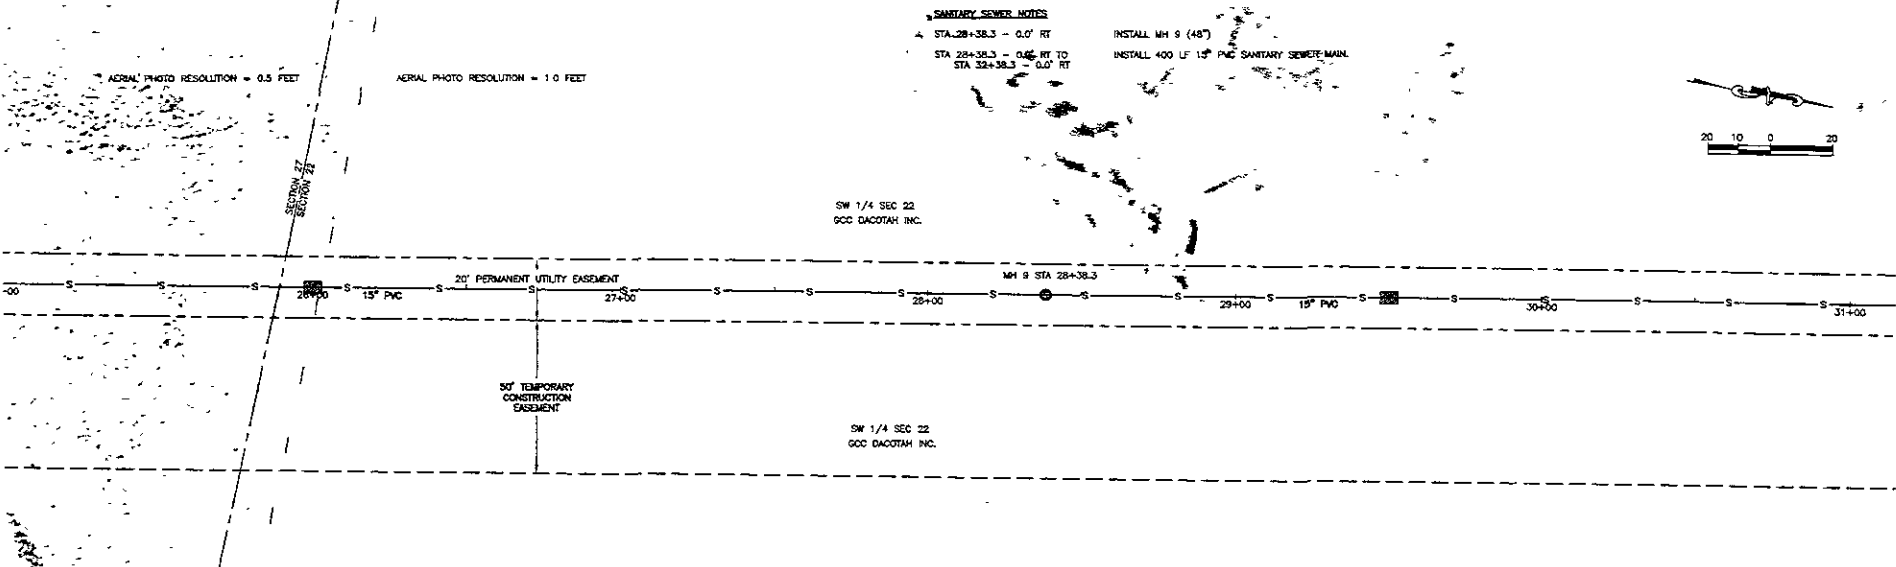 SANITARY SEWER NOTES
STA 28+38.3 - 0.0' RT INSTALL MH 9 (48")
STA 28+38.3 - 0.0' RT TO INSTALL 400 LF 15" PVC SANITARY SEWER MAIN.
STA 32+38.3 - 0.0' RT
AERIAL PHOTO RESOLUTION = 0.5 FEET
AERIAL PHOTO RESOLUTION = 1.0 FEET
20 10 0 20
SECTION 27
SECTION 22
SW 1/4 SEC 22
GCC DACOTAH INC.
20' PERMANENT UTILITY EASEMENT
MH 9 STA 28+38.3
-00
S S S S S S S S S S S S S S S S S S S S
26+00
15" PVC
27+00
28+00
29+00
15" PVC
30+00
31+00
50' TEMPORARY
CONSTRUCTION
EASEMENT
SW 1/4 SEC 22
GCC DACOTAH INC.